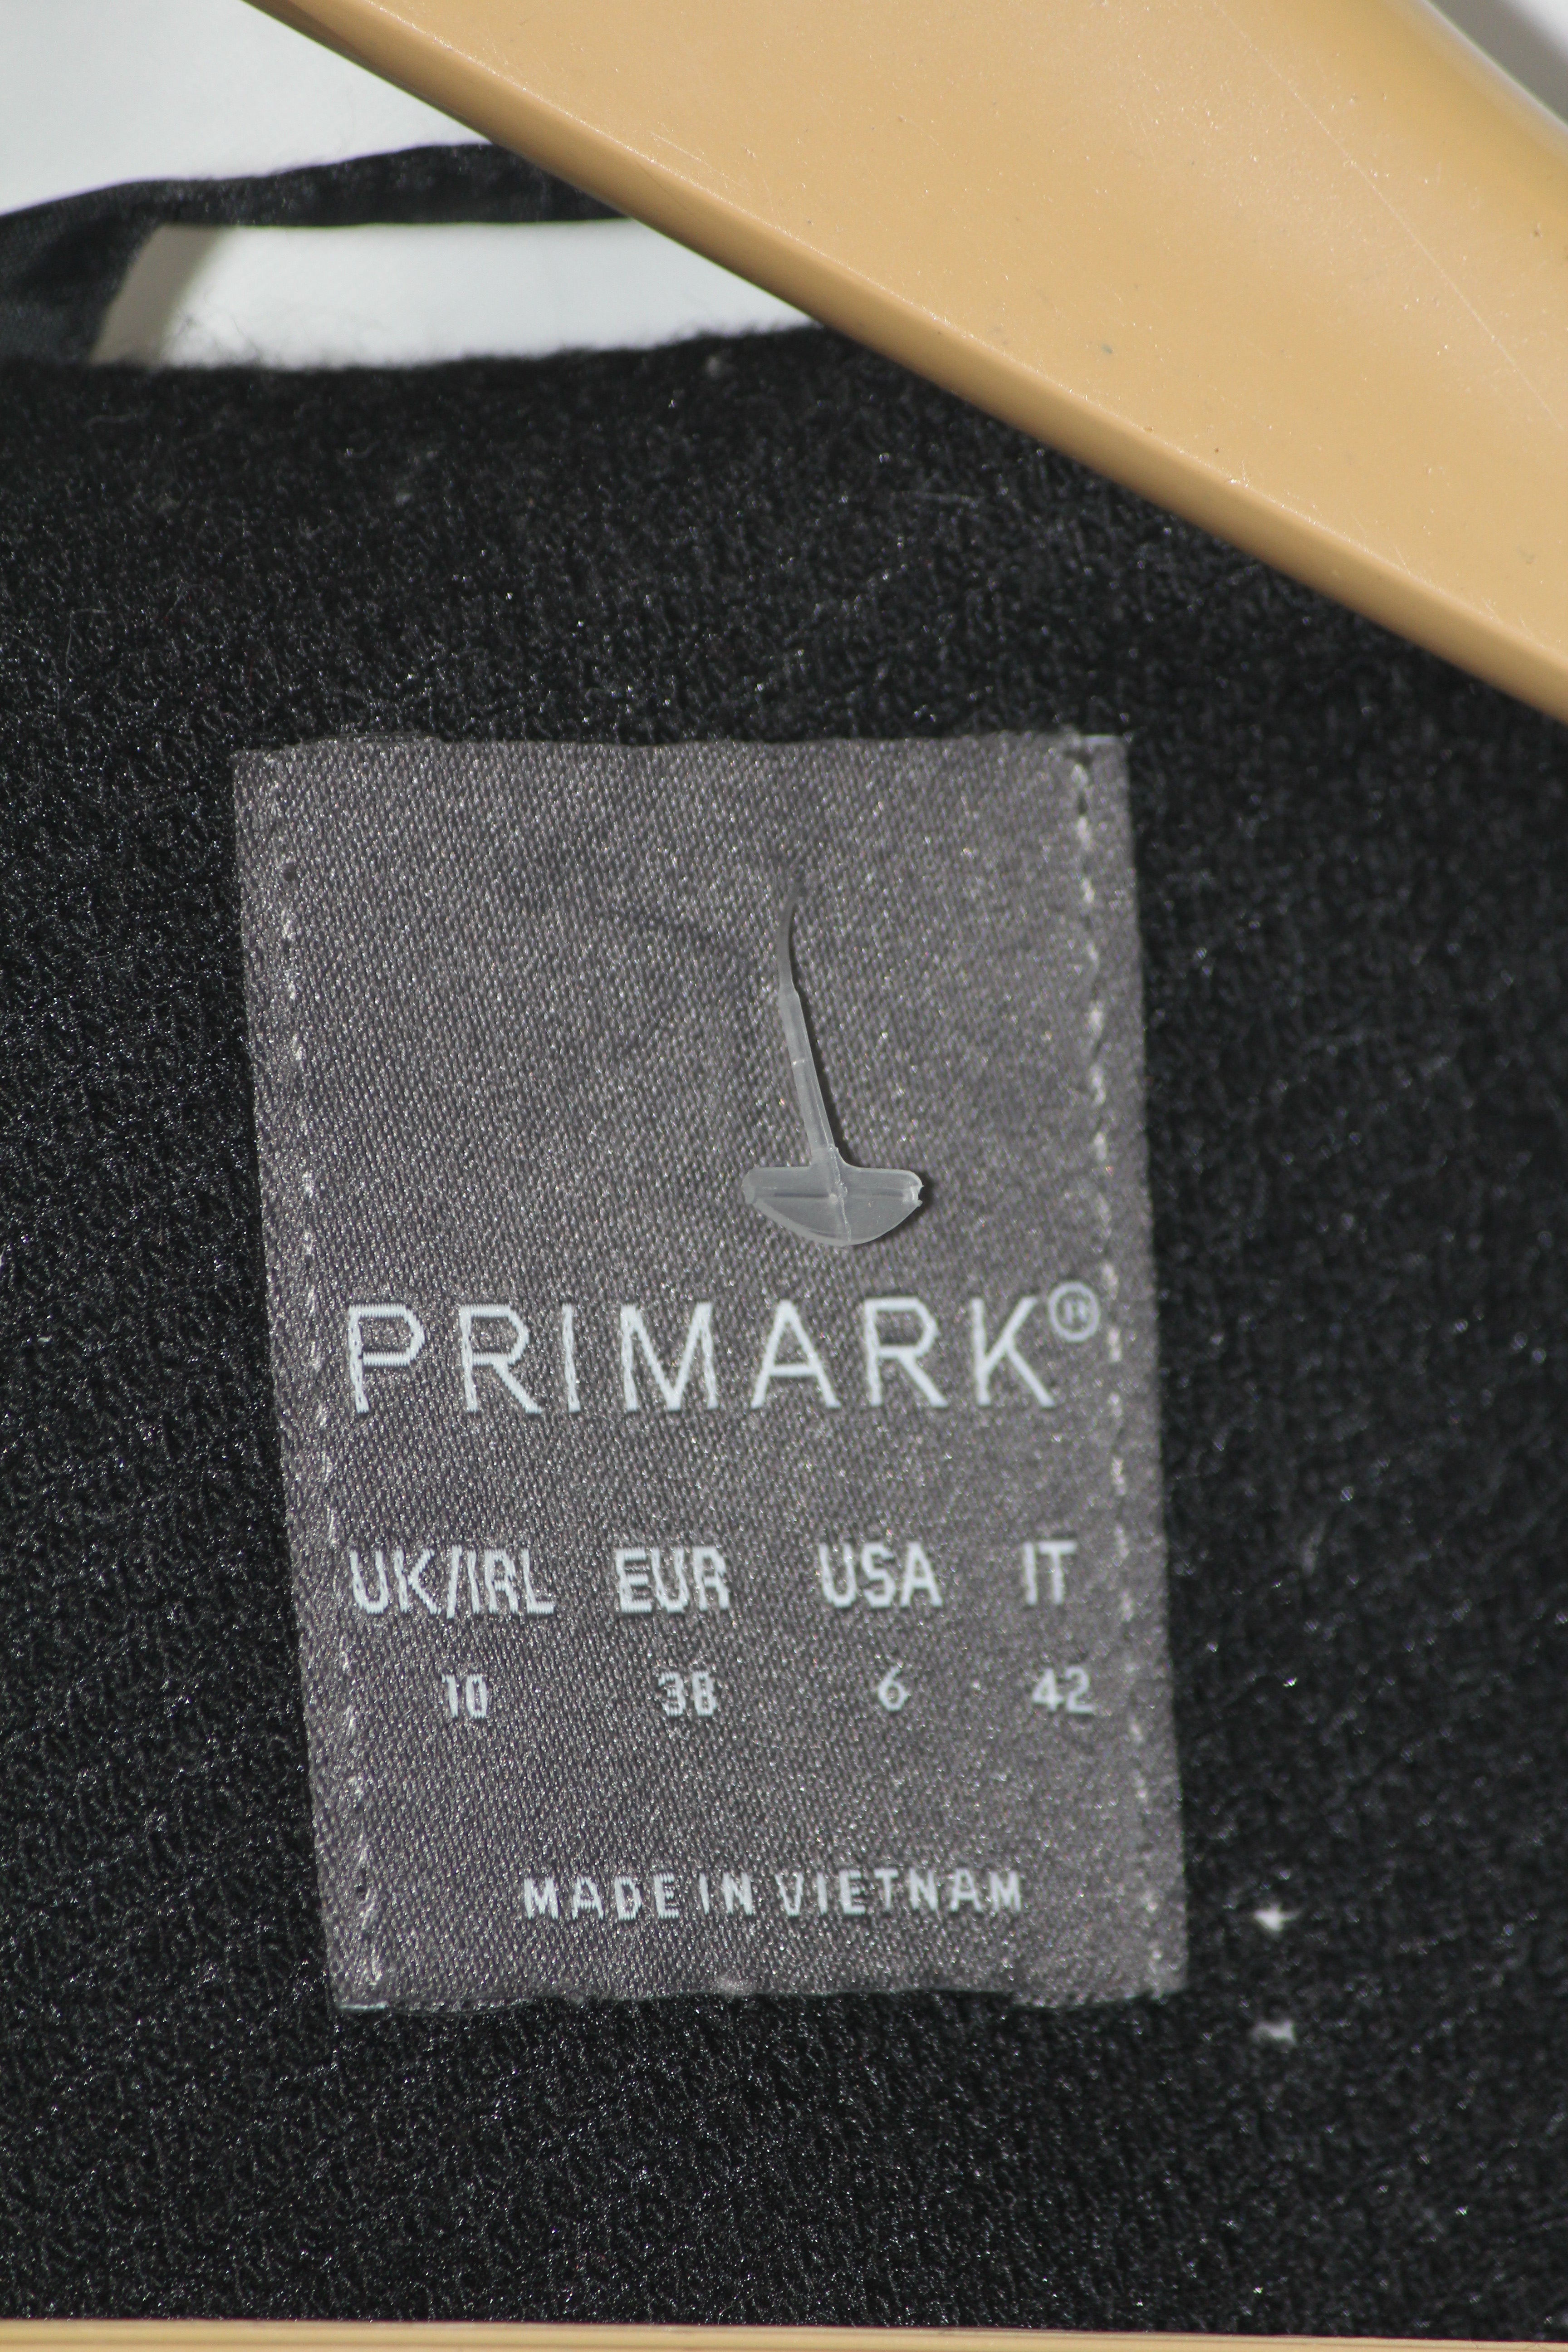 PRIMARK®
UK/IRL EUR USA IT
10 38 6 42
MADE IN VIETNAM